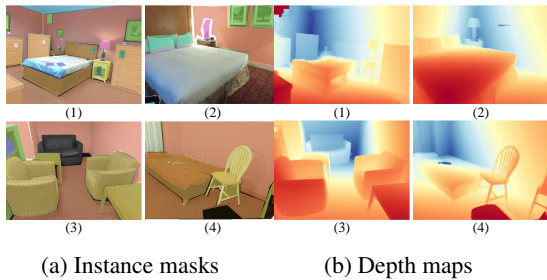 (1) (2) (1) (2)
(3) (4) (3) (4)
(a) Instance masks (b) Depth maps